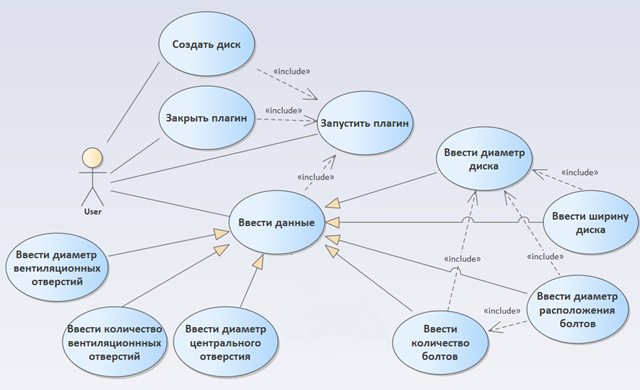 Создать диск
«include»
Закрыть плагин
«include»
Запустить плагин
User
«include»
Ввести диаметр
диска
«include»
Ввести данные
Ввести ширину
диска
Ввести диаметр
вентиляционных
отверстий
«include»
«include»
Ввести диаметр
расположения
болтов
«include»
Ввести количество
вентиляционнных
отверстий
Ввести диаметр
центрального
отверстия
Ввести
количество
болтов